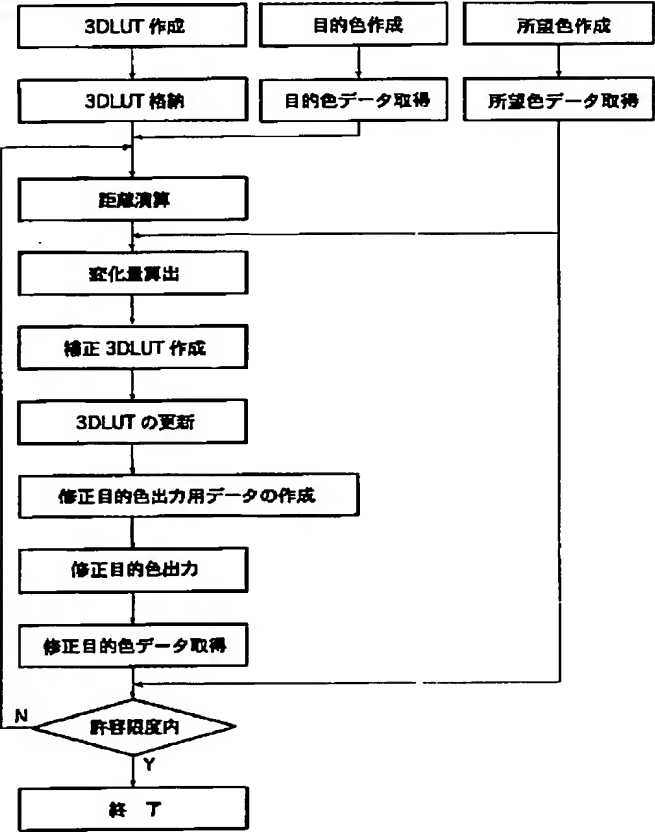 3DLUT 作成
目的色作成
所望色作成
3DLUT 格納
目的色データ取得
所望色データ取得
距離演算
変化量算出
補正 3DLUT 作成
3DLUT の更新
修正目的色出力用データの作成
修正目的色出力
修正目的色データ取得
N
許容限度内
Y
終 了